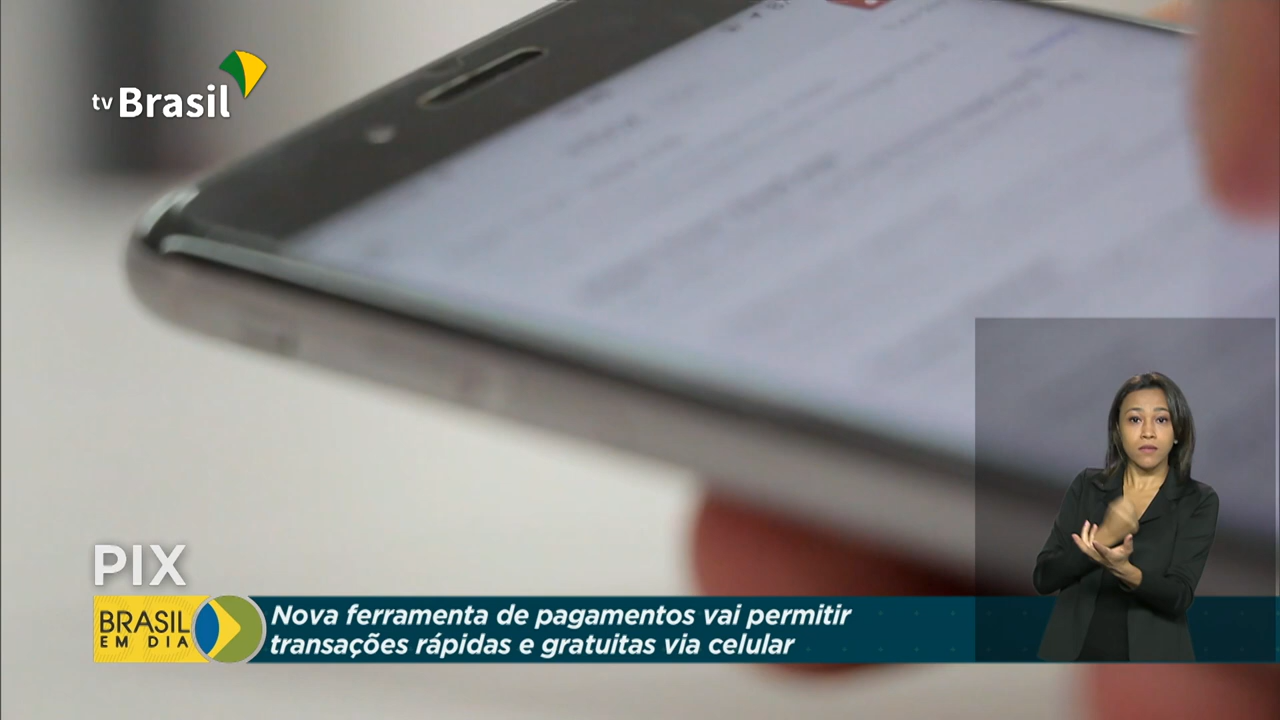 tv Brasil
PIX
BRASIL
EM DIA
Nova ferramenta de pagamentos vai permitir
transações rápidas e gratuitas via celular